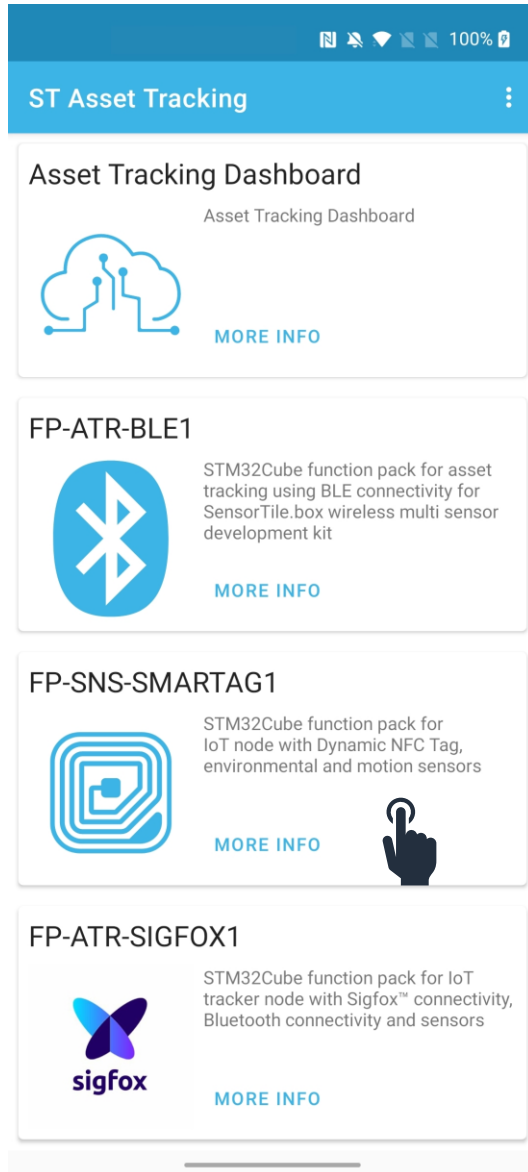 100%
ST Asset Tracking
Asset Tracking Dashboard
Asset Tracking Dashboard
MORE INFO
FP-ATR-BLE1
STM32Cube function pack for asset
tracking using BLE connectivity for
SensorTile.box wireless multi sensor
development kit
MORE INFO
FP-SNS-SMARTAG1
STM32Cube function pack for
IoT node with Dynamic NFC Tag,
environmental and motion sensors
MORE INFO
FP-ATR-SIGFOX1
STM32Cube function pack for IoT
tracker node with Sigfox™ connectivity,
Bluetooth connectivity and sensors
sigfox
MORE INFO